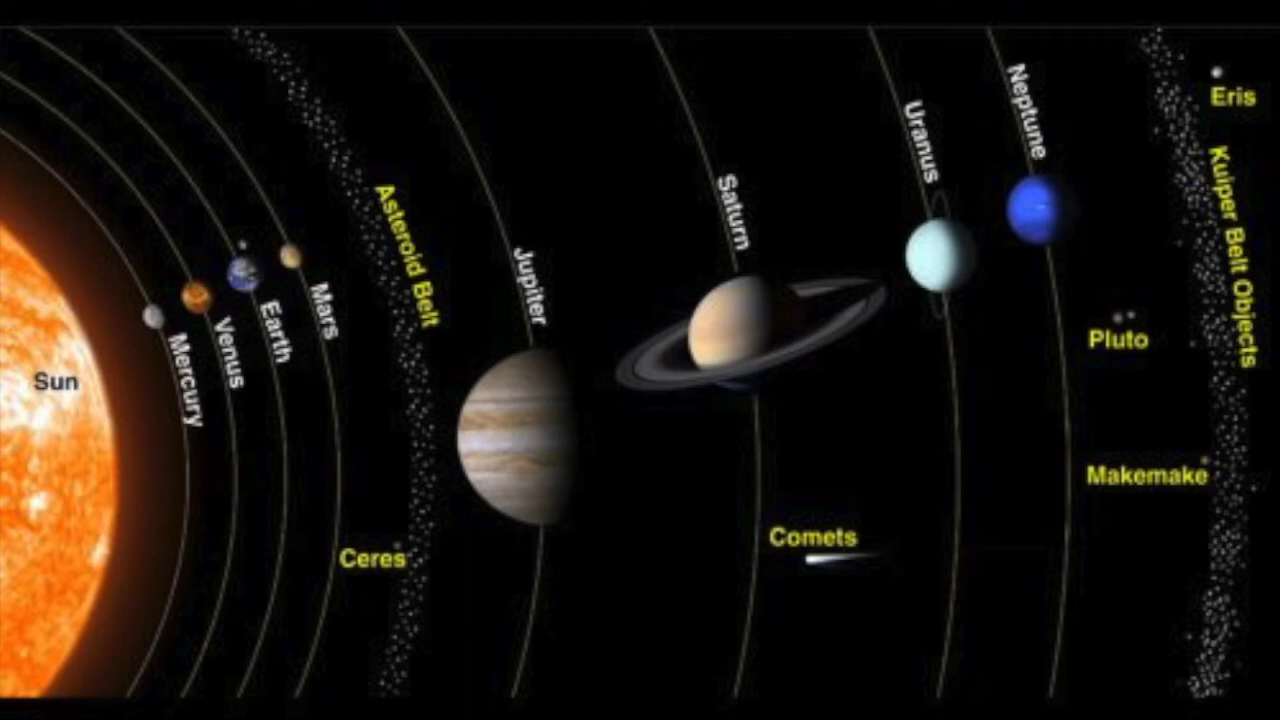 Sun
Mercury
Venus
Earth
Mars
Asteroid Belt
Ceres
Jupiter
Saturn
Comets
Uranus
Neptune
Pluto
Makemake
Eris
Kuiper Belt Objects